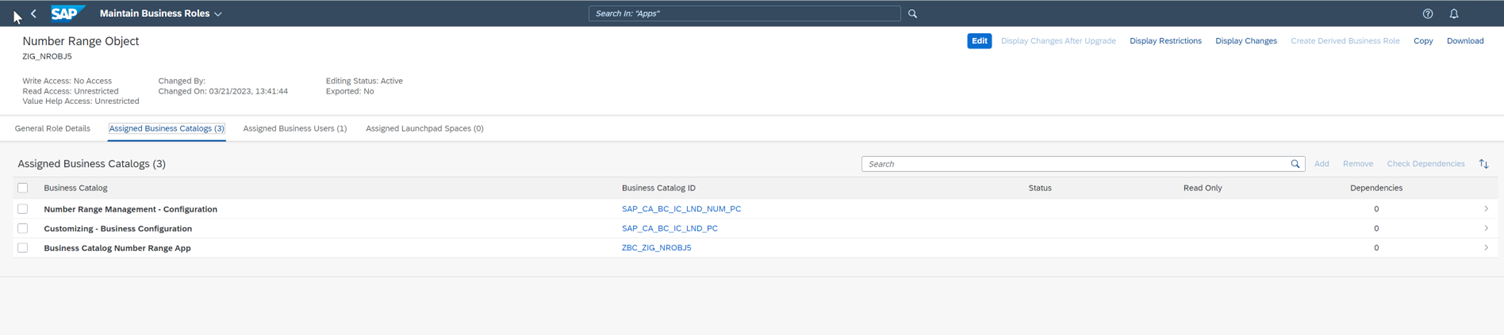 SAP Maintain Business Roles Search In: "Apps"
Number Range Object
Edit Display Changes After Upgrade Display Restrictions Display Changes Create Derived Business Role Copy Download
ZIG_NROBJ5
Write Access: No Access Changed By: Editing Status: Active
Read Access: Unrestricted Changed On: 03/21/2023, 13:41:44 Exported: No
Value Help Access: Unrestricted
General Role Details Assigned Business Catalogs (3) Assigned Business Users (1) Assigned Launchpad Spaces (0)
Assigned Business Catalogs (3) Search Add Remove Check Dependencies
Business Catalog Business Catalog ID Status Read Only Dependencies
Number Range Management - Configuration SAP_CA_BC_IC_LND_NUM_PC 0
Customizing - Business Configuration SAP_CA_BC_IC_LND_PC 0
Business Catalog Number Range App ZBC_ZIG_NROBJ5 0